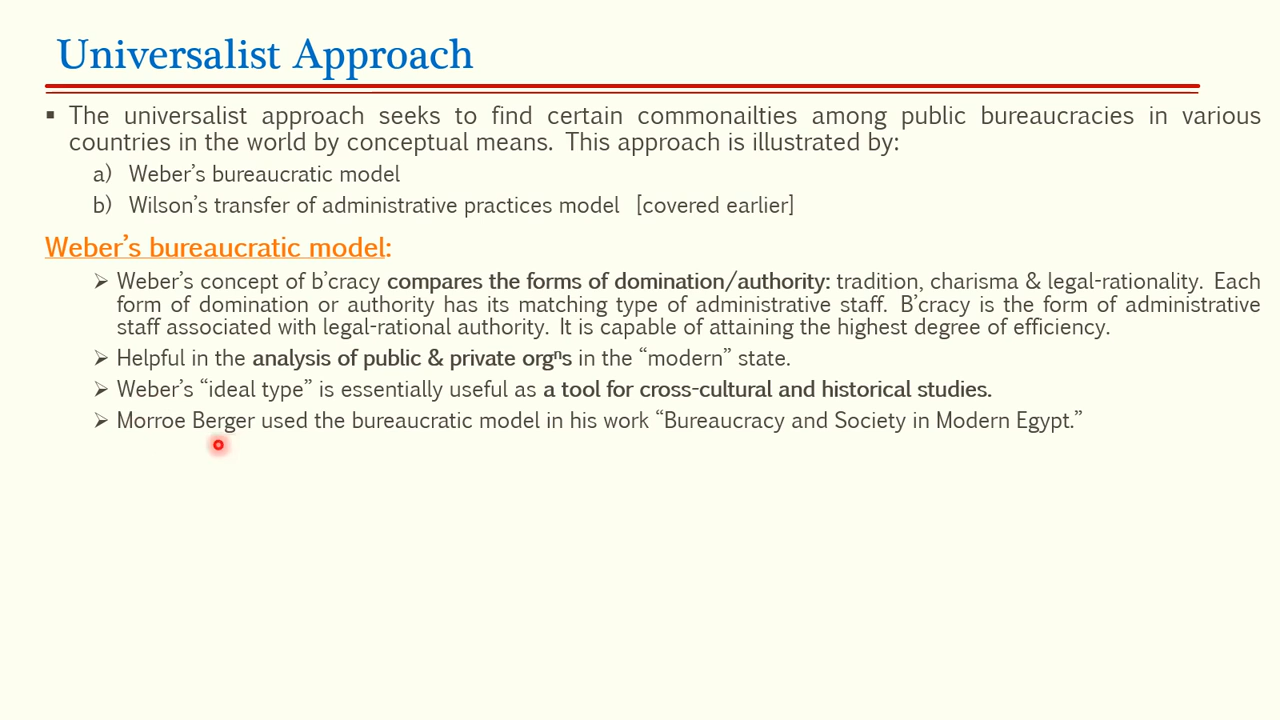 Universalist Approach
▪ The universalist approach seeks to find certain commonailties among public bureaucracies in various
countries in the world by conceptual means. This approach is illustrated by:
a) Weber’s bureaucratic model
b) Wilson’s transfer of administrative practices model [covered earlier]
Weber’s bureaucratic model:
➢ Weber’s concept of b’cracy compares the forms of domination/authority: tradition, charisma & legal-rationality. Each
form of domination or authority has its matching type of administrative staff. B’cracy is the form of administrative
staff associated with legal-rational authority. It is capable of attaining the highest degree of efficiency.
➢ Helpful in the analysis of public & private orgⁿs in the “modern” state.
➢ Weber’s “ideal type” is essentially useful as a tool for cross-cultural and historical studies.
➢ Morroe Berger used the bureaucratic model in his work “Bureaucracy and Society in Modern Egypt.”